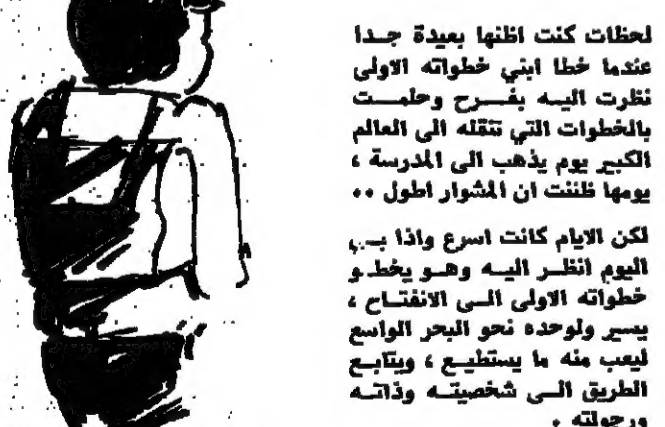 لحظات كنت اظنها بعيدة جدا
عندما خطا ابني خطواته الاولى
نظرت اليه بفرح وحلمت
بالخطوات التي تنقله الى العالم
الكبير يوم يذهب الى المدرسة ،
يومها ظننت ان المشوار اطول ..
لكن الايام كانت اسرع واذا بي
اليوم انظر اليه وهو يخطو
خطواته الاولى الى الانفتاح ،
يسير ولوحده نحو البحر الواسع
ليعب منه ما يستطيع ، ويتابع
الطريق الى شخصيته وذاته
ورجولته .